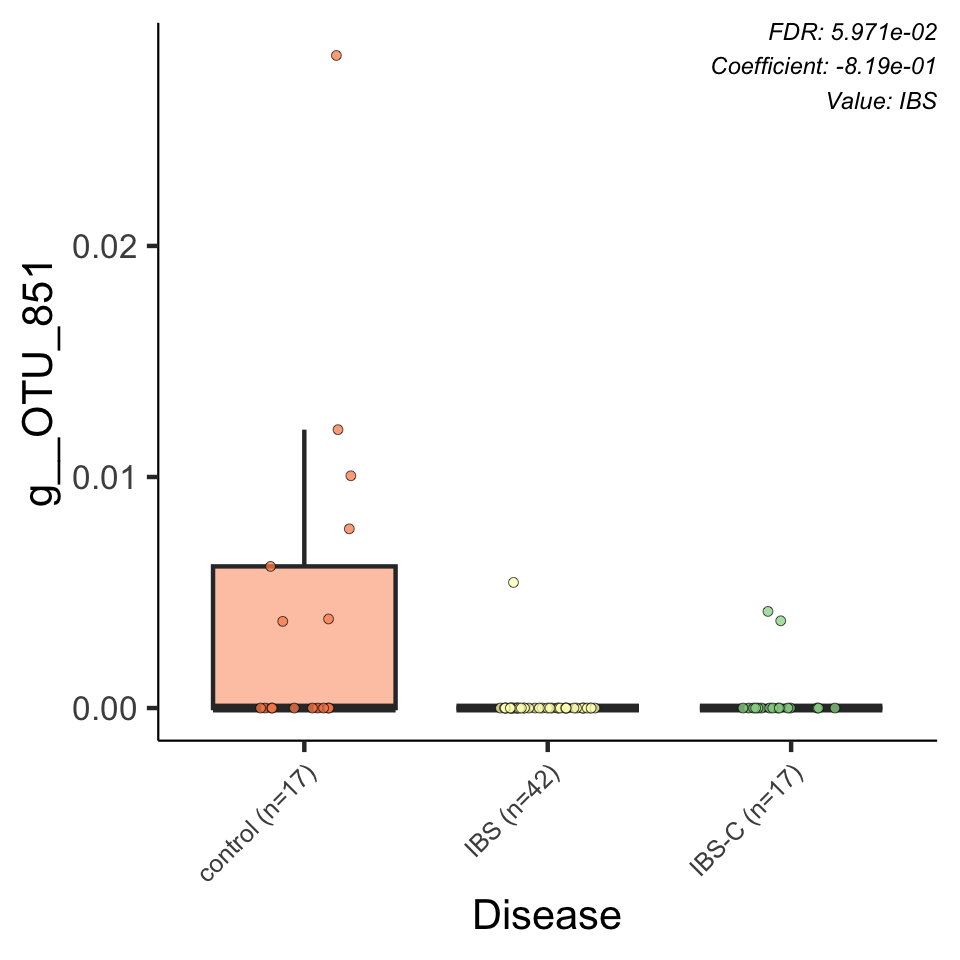 FDR: 5.971e-02
Coefficient: -8.19e-01
Value: IBS
g__OTU_851
0.02
0.01
0.00
control (n=17)
IBS (n=42)
IBS-C (n=17)
Disease